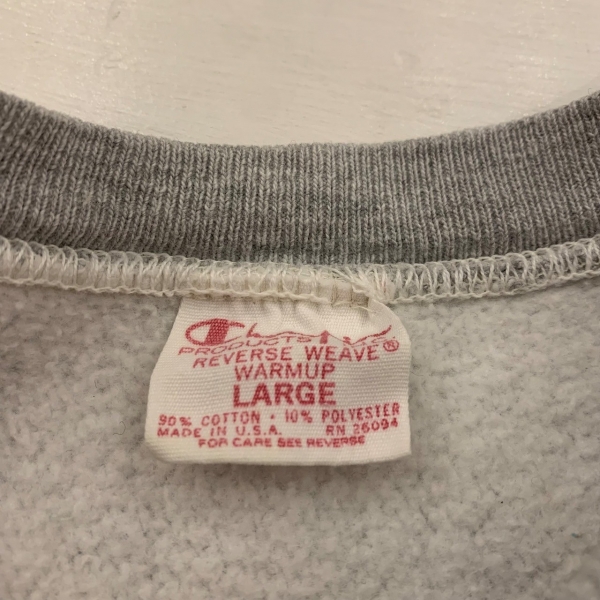 Champion
PRODUCTS INC.
REVERSE WEAVE®
WARMUP
LARGE
90% COTTON · 10% POLYESTER
MADE IN U.S.A. RN 26094
FOR CARE SEE REVERSE